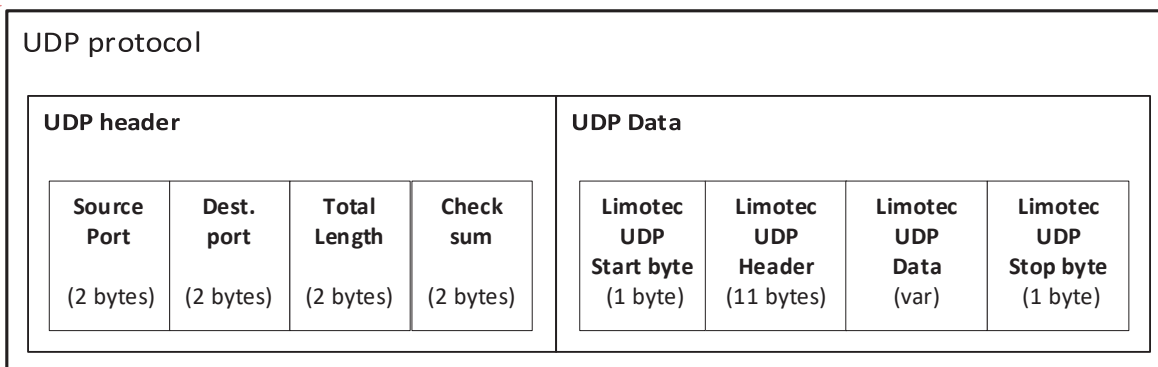 UDP protocol
UDP header
UDP Data
Source
Port
(2 bytes)
Dest.
port
(2 bytes)
Total
Length
(2 bytes)
Check
sum
(2 bytes)
Limotec
UDP
Start byte
(1 byte)
Limotec
UDP
Header
(11 bytes)
Limotec
UDP
Data
(var)
Limotec
UDP
Stop byte
(1 byte)